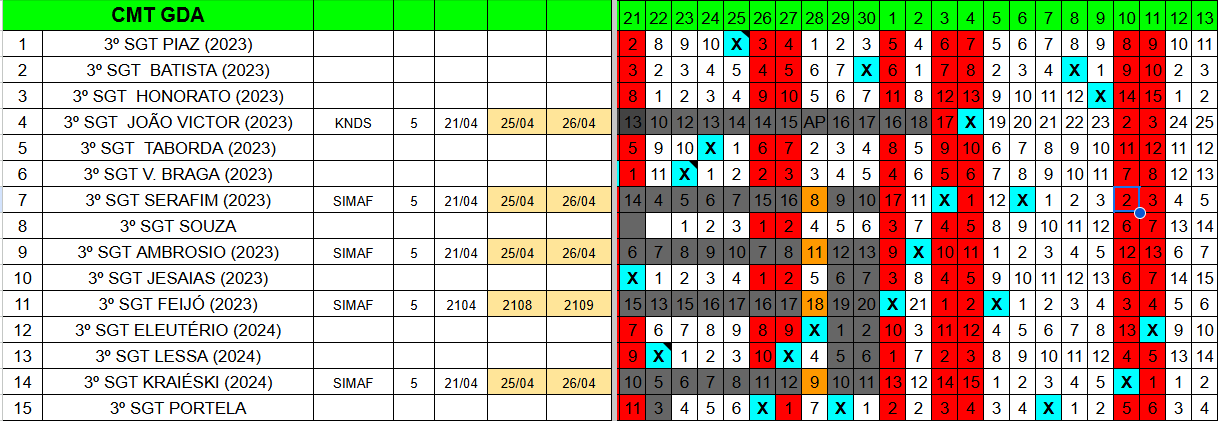 CMT GDA 21 22 23 24 25 26 27 28 29 30 1 2 3 4 5 6 7 8 9 10 11 12 13
1 3º SGT PIAZ (2023) 2 8 9 10 X 3 4 1 2 3 5 4 6 7 5 6 7 8 9 8 9 10 11
2 3º SGT BATISTA (2023) 3 2 3 4 5 4 5 6 7 X 6 1 7 8 2 3 4 X 1 9 10 2 3
3 3º SGT HONORATO (2023) 8 1 2 3 4 9 10 5 6 7 11 8 12 13 9 10 11 12 X 14 15 1 2
4 3º SGT JOÃO VICTOR (2023) KNDS 5 21/04 25/04 26/04 13 10 12 13 14 14 15 AP 16 17 16 18 17 X 19 20 21 22 23 2 3 24 25
5 3º SGT TABORDA (2023) 5 9 10 X 1 6 7 2 3 4 8 5 9 10 6 7 8 9 10 11 12 11 12
6 3º SGT V. BRAGA (2023) 1 11 X 1 2 2 3 3 4 5 4 6 5 6 7 8 9 10 11 7 8 12 13
7 3º SGT SERAFIM (2023) SIMAF 5 21/04 25/04 26/04 14 4 5 6 7 15 16 8 9 10 17 11 X 1 12 X 1 2 3 2 3 4 5
8 3º SGT SOUZA 1 2 3 1 2 4 5 6 3 7 4 5 8 9 10 11 12 6 7 13 14
9 3º SGT AMBROSIO (2023) SIMAF 5 21/04 25/04 26/04 6 7 8 9 10 7 8 11 12 13 9 X 10 11 1 2 3 4 5 12 13 6 7
10 3º SGT JESAIAS (2023) X 1 2 3 4 1 2 5 6 7 3 8 4 5 9 10 11 12 13 6 7 14 15
11 3º SGT FEIJÓ (2023) SIMAF 5 2104 2108 2109 15 13 15 16 17 16 17 18 19 20 X 21 1 2 X 1 2 3 4 3 4 5 6
12 3º SGT ELEUTÉRIO (2024) 7 6 7 8 9 8 9 X 1 2 10 3 11 12 4 5 6 7 8 13 X 9 10
13 3º SGT LESSA (2024) 9 X 1 2 3 10 X 4 5 6 1 7 2 3 8 9 10 11 12 4 5 13 14
14 3º SGT KRAIÉSKI (2024) SIMAF 5 21/04 25/04 26/04 10 5 6 7 8 11 12 9 10 11 13 12 14 15 1 2 3 4 5 X 1 1 2
15 3º SGT PORTELA 11 3 4 5 6 X 1 7 X 1 2 2 3 4 3 4 X 1 2 5 6 3 4